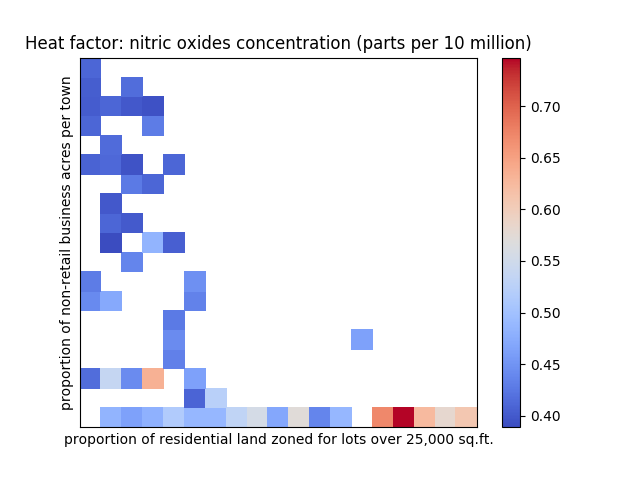 Heat factor: nitric oxides concentration (parts per 10 million)
proportion of non-retail business acres per town
proportion of residential land zoned for lots over 25,000 sq.ft.
0.70
0.65
0.60
0.55
0.50
0.45
0.40